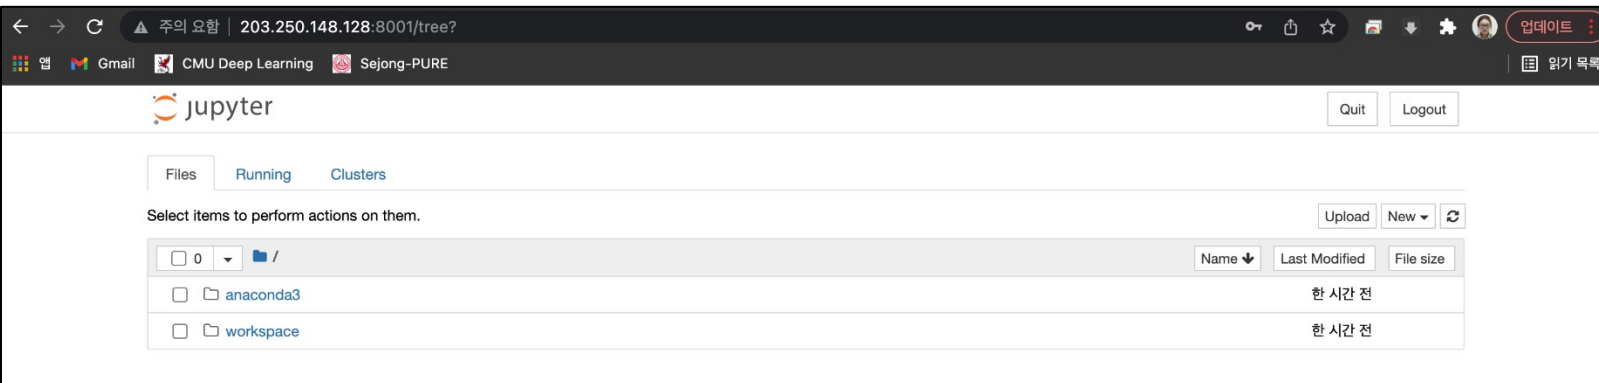 주의 요함 | 203.250.148.128:8001/tree? 업데이트
앱 Gmail CMU Deep Learning Sejong-PURE 읽기 목록
jupyter Quit Logout
Files Running Clusters
Select items to perform actions on them. Upload New
0 / Name Last Modified File size
anaconda3 한 시간 전
workspace 한 시간 전